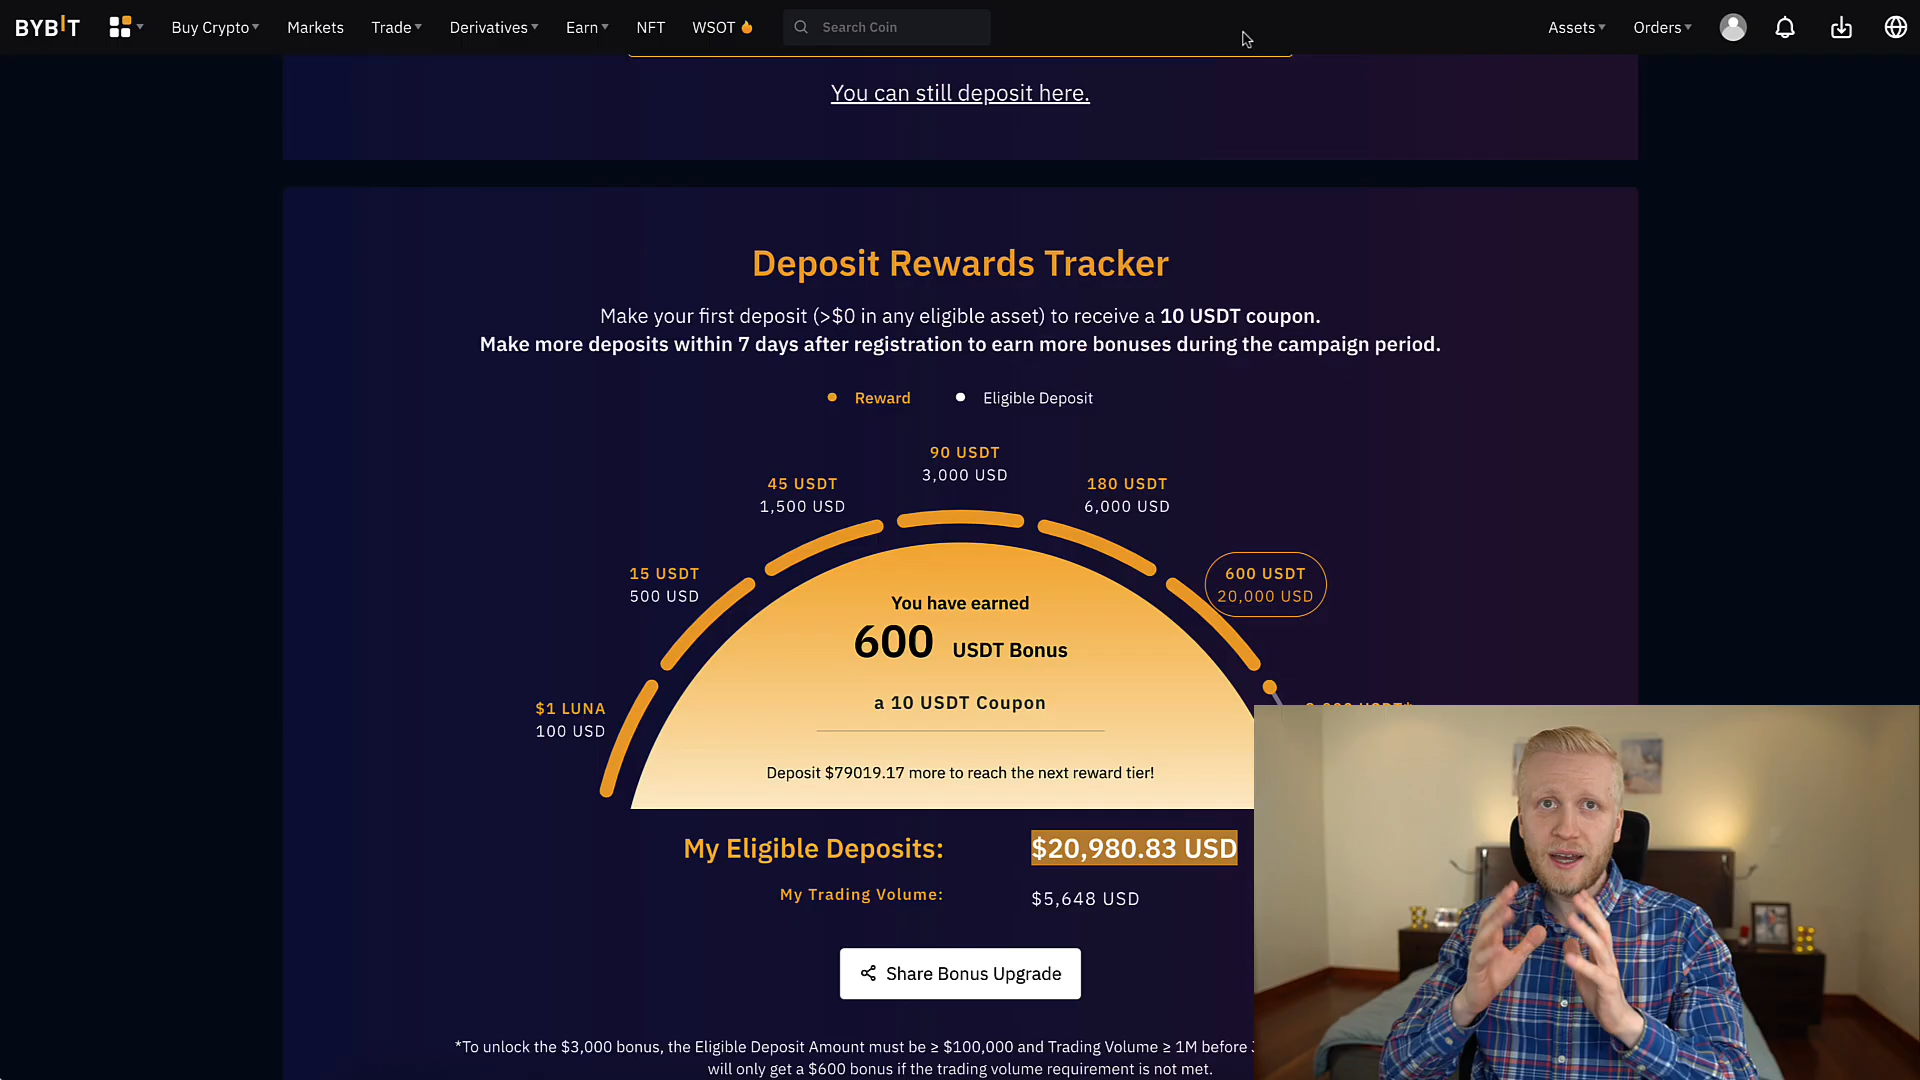 BYBIT Buy Crypto Markets Trade Derivatives Earn NFT WSOT Search Coin Assets Orders
You can still deposit here.
Deposit Rewards Tracker
Make your first deposit (>$0 in any eligible asset) to receive a 10 USDT coupon.
Make more deposits within 7 days after registration to earn more bonuses during the campaign period.
Reward Eligible Deposit
90 USDT
3,000 USD
45 USDT
1,500 USD
180 USDT
6,000 USD
15 USDT
500 USD
600 USDT
20,000 USD
$1 LUNA
100 USD
You have earned
600 USDT Bonus
a 10 USDT Coupon
Deposit $79019.17 more to reach the next reward tier!
My Eligible Deposits: $20,980.83 USD
My Trading Volume: $5,648 USD
Share Bonus Upgrade
*To unlock the $3,000 bonus, the Eligible Deposit Amount must be ≥ $100,000 and Trading Volume ≥ 1M before
will only get a $600 bonus if the trading volume requirement is not met.